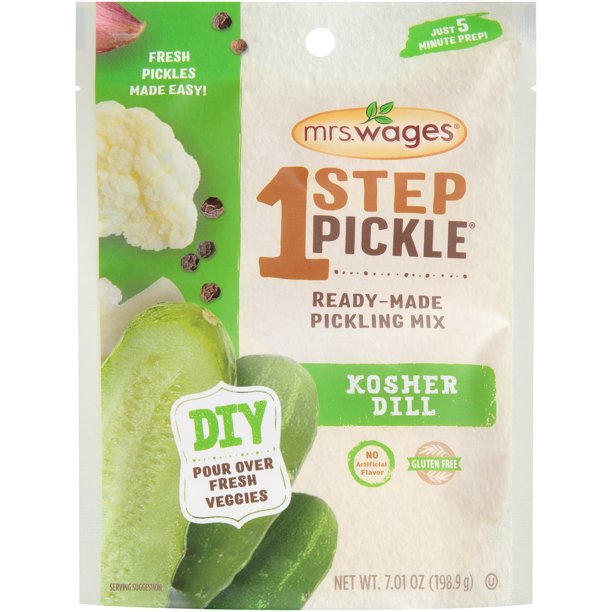 FRESH
PICKLES
MADE EASY!
JUST 5
MINUTE PREP!
mrs.wages®
1 STEP
PICKLE®
READY-MADE
PICKLING MIX
KOSHER
DILL
DIY
POUR OVER
FRESH
VEGGIES
NO
Artificial
Flavor
GLUTEN FREE
SERVING SUGGESTION
NET WT. 7.01 OZ (198.9 g)
U